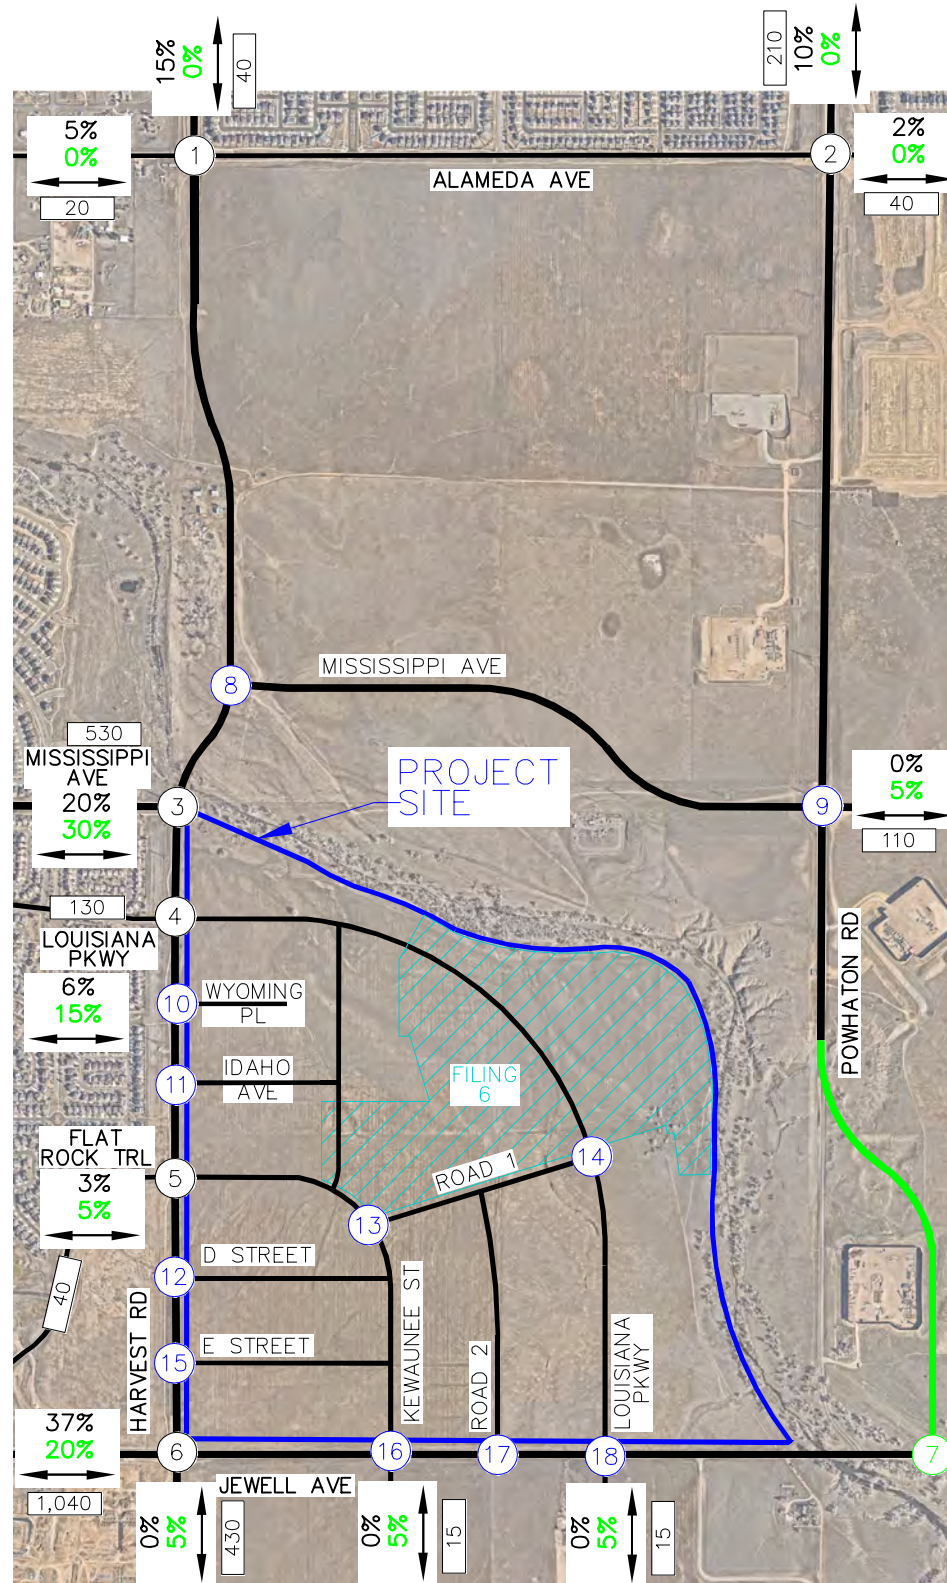 15%
0%
40
210
10%
0%
5%
0%
20
1
2
2%
0%
40
ALAMEDA AVE
8
MISSISSIPPI AVE
530
MISSISSIPPI
AVE
20%
30%
3
PROJECT
SITE
9
0%
5%
110
130
4
LOUISIANA
PKWY
6%
15%
10
WYOMING
PL
11
IDAHO
AVE
FILING
6
POWHATON RD
FLAT
ROCK TRL
3%
5%
5
ROAD 1
14
13
40
12
D STREET
HARVEST RD
15
E STREET
KEWAUNEE ST
ROAD 2
LOUISIANA
PKWY
37%
20%
1,040
6
16
17
18
7
JEWELL AVE
0%
5%
430
0%
5%
15
0%
5%
15